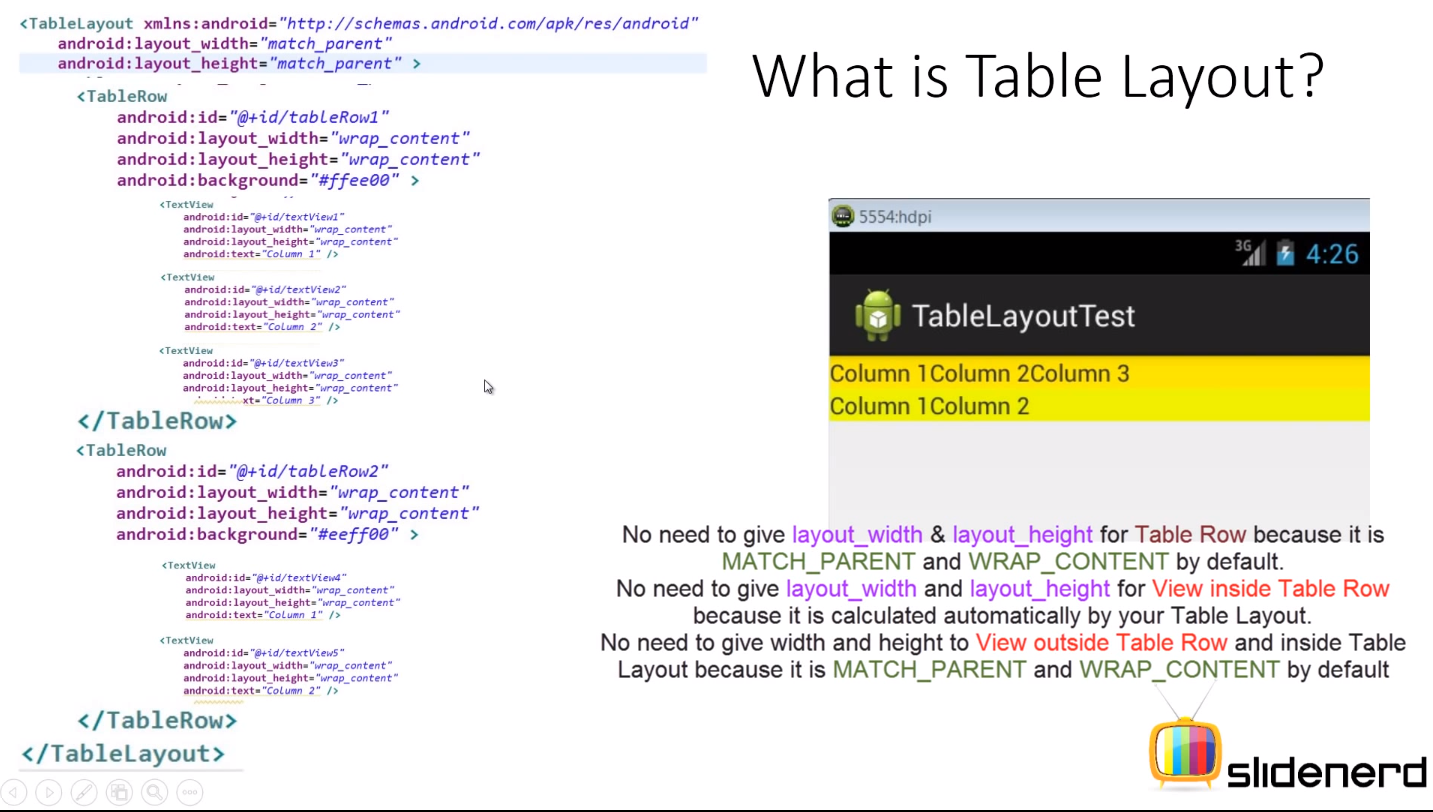 <TableLayout xmlns:android="http://schemas.android.com/apk/res/android"
android:layout_width="match_parent"
android:layout_height="match_parent" >
<TableRow
android:id="@+id/tableRow1"
android:layout_width="wrap_content"
android:layout_height="wrap_content"
android:background="#ffee00" >
<TextView
android:id="@+id/textView1"
android:layout_width="wrap_content"
android:layout_height="wrap_content"
android:text="Column 1" />
<TextView
android:id="@+id/textView2"
android:layout_width="wrap_content"
android:layout_height="wrap_content"
android:text="Column 2" />
<TextView
android:id="@+id/textView3"
android:layout_width="wrap_content"
android:layout_height="wrap_content"
xt="Column 3" />
</TableRow>
<TableRow
android:id="@+id/tableRow2"
android:layout_width="wrap_content"
android:layout_height="wrap_content"
android:background="#eeff00" >
<TextView
android:id="@+id/textView4"
android:layout_width="wrap_content"
android:layout_height="wrap_content"
android:text="Column 1" />
<TextView
android:id="@+id/textView5"
android:layout_width="wrap_content"
android:layout_height="wrap_content"
android:text="Column 2" />
</TableRow>
</TableLayout>
What is Table Layout?
5554:hdpi
3G 4:26
TableLayoutTest
Column 1Column 2Column 3
Column 1Column 2
No need to give layout_width & layout_height for Table Row because it is
MATCH_PARENT and WRAP_CONTENT by default.
No need to give layout_width and layout_height for View inside Table Row
because it is calculated automatically by your Table Layout.
No need to give width and height to View outside Table Row and inside Table
Layout because it is MATCH_PARENT and WRAP_CONTENT by default
slidenerd